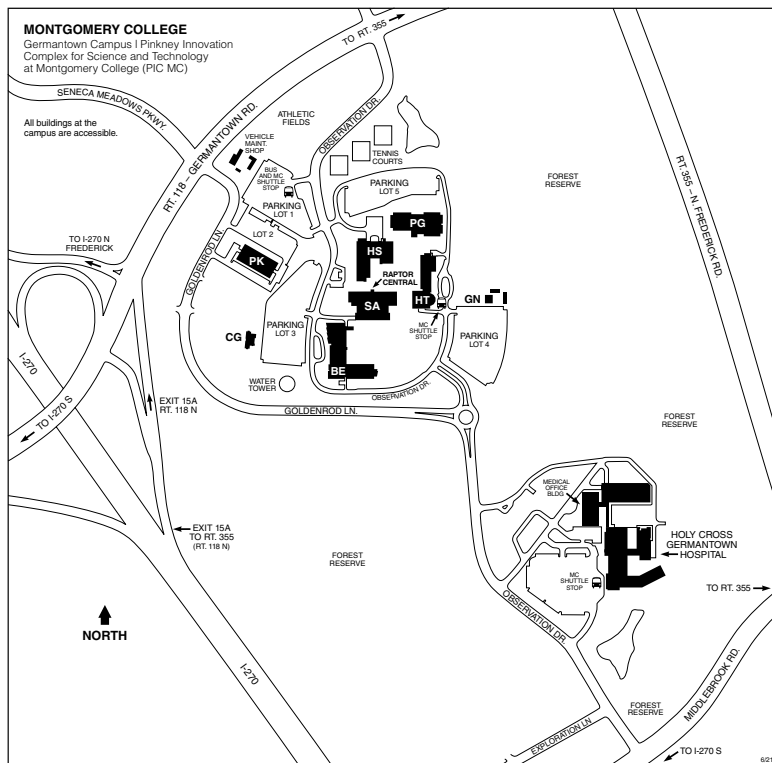 MONTGOMERY COLLEGE
Germantown Campus | Pinkney Innovation
Complex for Science and Technology
at Montgomery College (PIC MC)
TO RT. 355
SENECA MEADOWS PKWY.
All buildings at the
campus are accessible.
RT. 118 – GERMANTOWN RD.
ATHLETIC
FIELDS
OBSERVATION DR.
VEHICLE
MAINT.
SHOP
TENNIS
COURTS
BUS AND MC
SHUTTLE
STOP
PARKING
LOT 1
PARKING
LOT 5
FOREST
RESERVE
RT. 355 – N. FREDERICK RD.
LOT 2
PG
TO I-270 N
FREDERICK
GOLDENROD LN.
PK
HS
RAPTOR
CENTRAL
SA
HT
GN
MC
SHUTTLE
STOP
PARKING
LOT 3
PARKING
LOT 4
CG
BE
I-270
WATER
TOWER
OBSERVATION DR.
GOLDENROD LN.
TO I-270 S
EXIT 15A
RT. 118 N
FOREST
RESERVE
MEDICAL
OFFICE
BLDG
EXIT 15A
TO RT. 355
(RT. 118 N)
HOLY CROSS
GERMANTOWN
HOSPITAL
FOREST
RESERVE
MC
SHUTTLE
STOP
TO RT. 355
OBSERVATION DR.
NORTH
I-270
MIDDLEBROOK RD.
FOREST
RESERVE
EXPLORATION LN
TO I-270 S
6/21